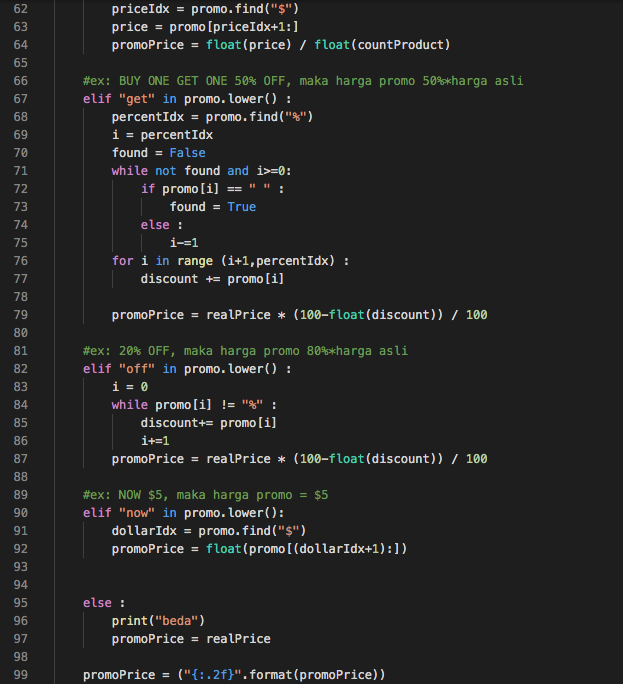 62 priceIdx = promo.find("$")
63 price = promo[priceIdx+1:]
64 promoPrice = float(price) / float(countProduct)
65
66 #ex: BUY ONE GET ONE 50% OFF, maka harga promo 50%*harga asli
67 elif "get" in promo.lower() :
68 percentIdx = promo.find("%")
69 i = percentIdx
70 found = False
71 while not found and i>=0:
72 if promo[i] == " " :
73 found = True
74 else :
75 i-=1
76 for i in range (i+1,percentIdx) :
77 discount += promo[i]
78
79 promoPrice = realPrice * (100-float(discount)) / 100
80
81 #ex: 20% OFF, maka harga promo 80%*harga asli
82 elif "off" in promo.lower() :
83 i = 0
84 while promo[i] != "%" :
85 discount+= promo[i]
86 i+=1
87 promoPrice = realPrice * (100-float(discount)) / 100
88
89 #ex: NOW $5, maka harga promo = $5
90 elif "now" in promo.lower():
91 dollarIdx = promo.find("$")
92 promoPrice = float(promo[(dollarIdx+1):])
93
94
95 else :
96 print("beda")
97 promoPrice = realPrice
98
99 promoPrice = ("{:.2f}".format(promoPrice))